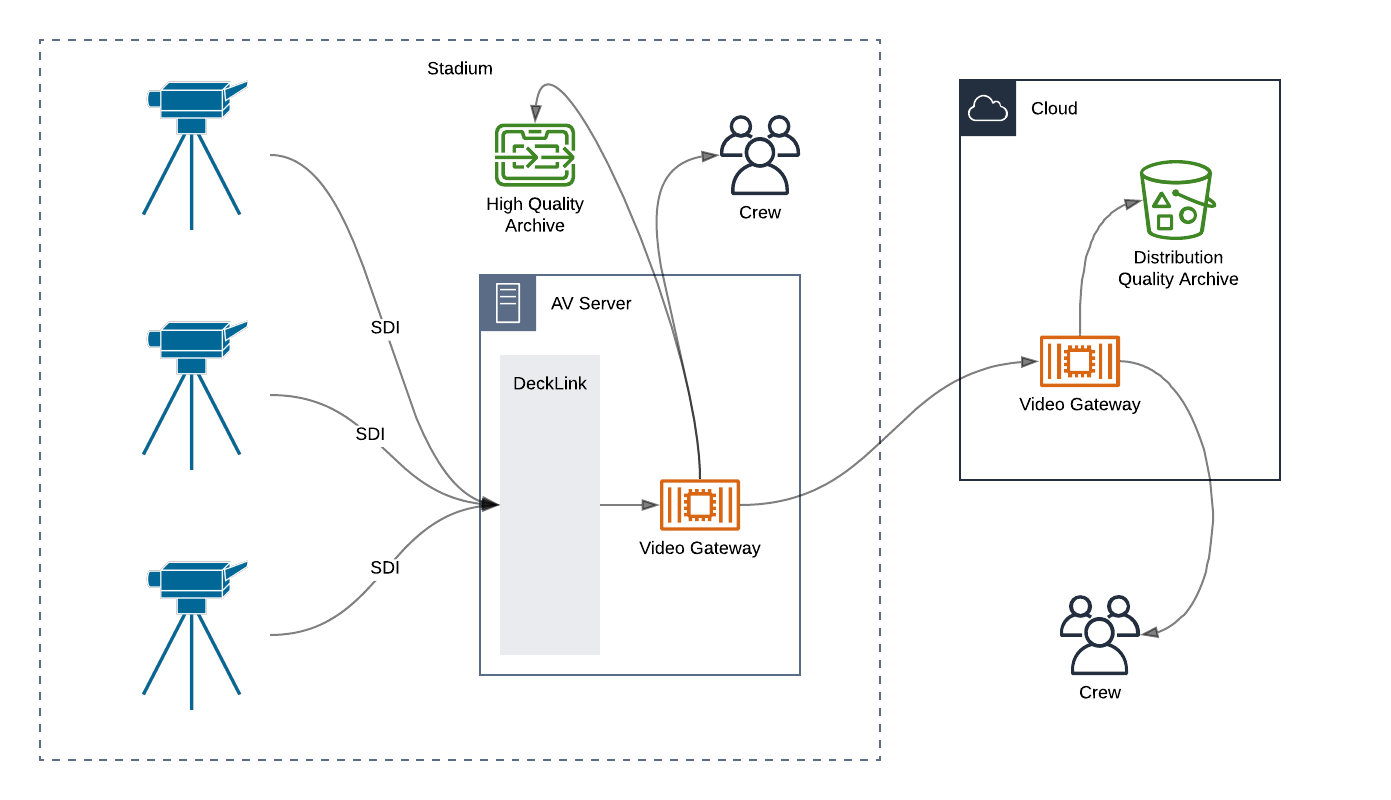 Stadium
Cloud
High Quality
Archive
Crew
Distribution
Quality Archive
AV Server
SDI
DeckLink
Video Gateway
SDI
Video Gateway
SDI
Crew